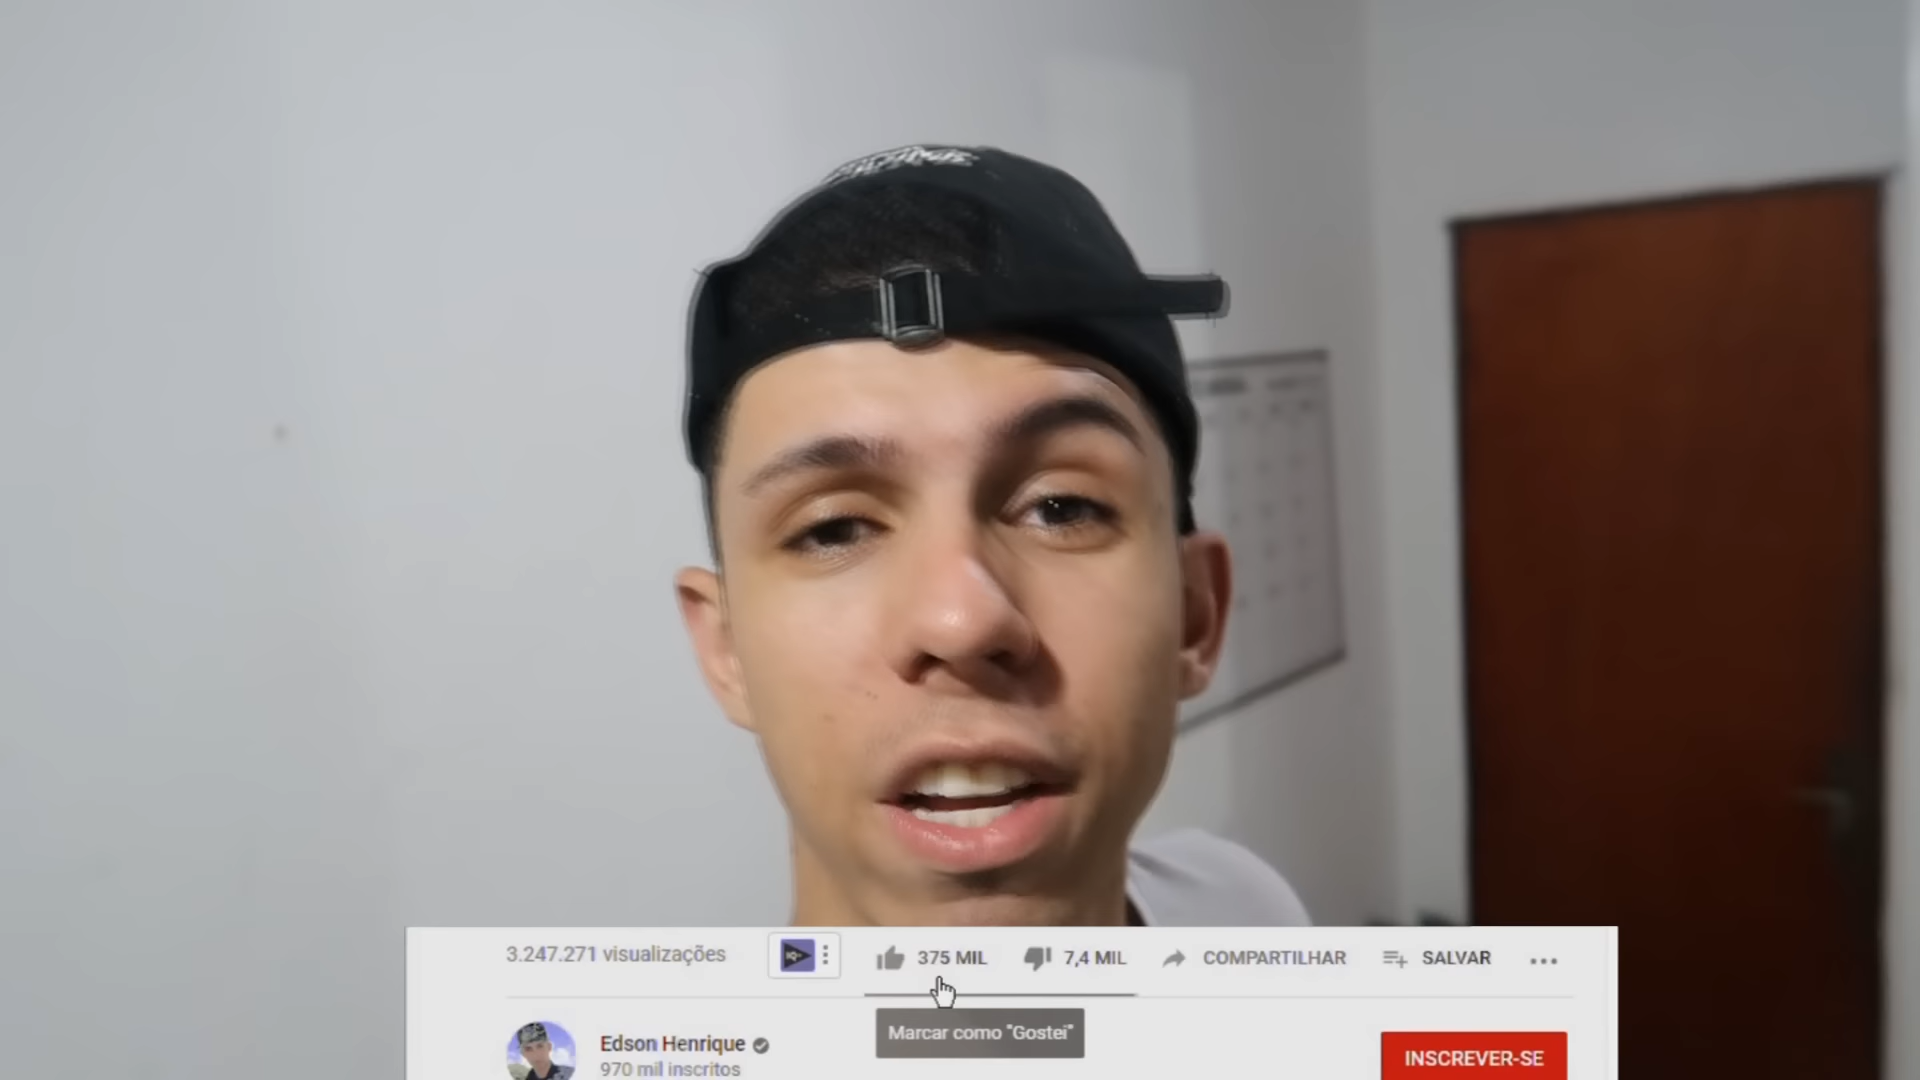 3.247.271 visualizações
375 MIL
7,4 MIL
COMPARTILHAR
SALVAR
Marcar como "Gostei"
Edson Henrique
970 mil inscritos
INSCREVER-SE